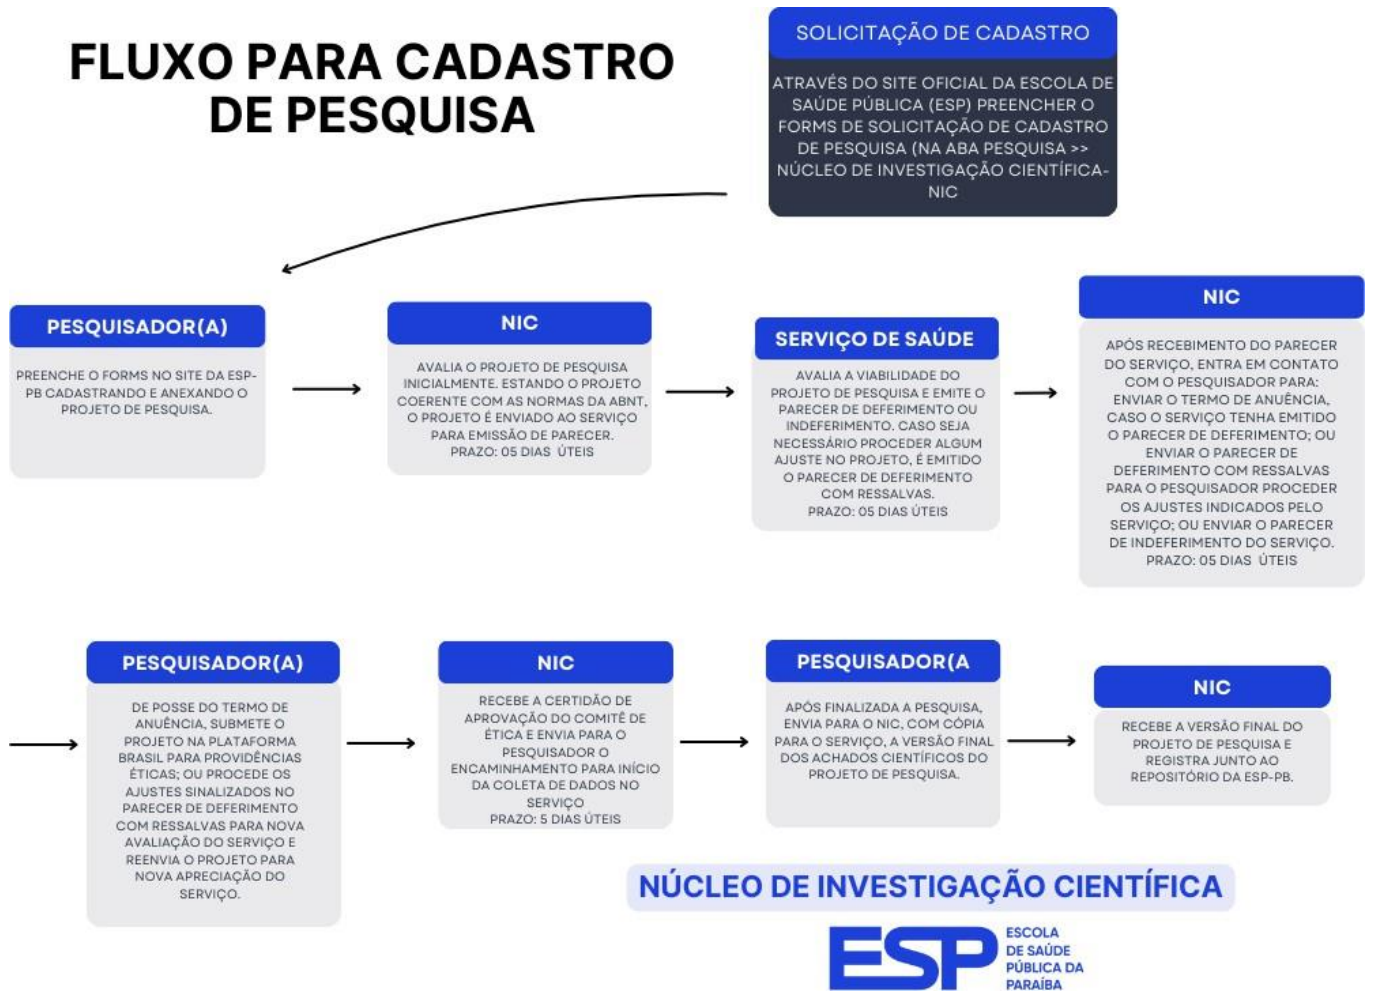 FLUXO PARA CADASTRO
DE PESQUISA
SOLICITAÇÃO DE CADASTRO
ATRAVÉS DO SITE OFICIAL DA ESCOLA DE
SAÚDE PÚBLICA (ESP) PREENCHER O
FORMS DE SOLICITAÇÃO DE CADASTRO
DE PESQUISA (NA ABA PESQUISA >>
NÚCLEO DE INVESTIGAÇÃO CIENTÍFICA-
NIC
PESQUISADOR(A)
PREENCHE O FORMS NO SITE DA ESP-
PB CADASTRANDO E ANEXANDO O
PROJETO DE PESQUISA.
NIC
AVALIA O PROJETO DE PESQUISA
INICIALMENTE. ESTANDO O PROJETO
COERENTE COM AS NORMAS DA ABNT,
O PROJETO É ENVIADO AO SERVIÇO
PARA EMISSÃO DE PARECER.
PRAZO: 05 DIAS ÚTEIS
SERVIÇO DE SAÚDE
AVALIA A VIABILIDADE DO
PROJETO DE PESQUISA E EMITE O
PARECER DE DEFERIMENTO OU
INDEFERIMENTO. CASO SEJA
NECESSÁRIO PROCEDER ALGUM
AJUSTE NO PROJETO, É EMITIDO
O PARECER DE DEFERIMENTO
COM RESSALVAS.
PRAZO: 05 DIAS ÚTEIS
NIC
APÓS RECEBIMENTO DO PARECER
DO SERVIÇO, ENTRA EM CONTATO
COM O PESQUISADOR PARA:
ENVIAR O TERMO DE ANUÊNCIA,
CASO O SERVIÇO TENHA EMITIDO
O PARECER DE DEFERIMENTO; OU
ENVIAR O PARECER DE
DEFERIMENTO COM RESSALVAS
PARA O PESQUISADOR PROCEDER
OS AJUSTES INDICADOS PELO
SERVIÇO; OU ENVIAR O PARECER
DE INDEFERIMENTO DO SERVIÇO.
PRAZO: 05 DIAS ÚTEIS
PESQUISADOR(A)
DE POSSE DO TERMO DE
ANUÊNCIA, SUBMETE O
PROJETO NA PLATAFORMA
BRASIL PARA PROVIDÊNCIAS
ÉTICAS; OU PROCEDE OS
AJUSTES SINALIZADOS NO
PARECER DE DEFERIMENTO
COM RESSALVAS PARA NOVA
AVALIAÇÃO DO SERVIÇO E
REENVIA O PROJETO PARA
NOVA APRECIAÇÃO DO
SERVIÇO.
NIC
RECEBE A CERTIDÃO DE
APROVAÇÃO DO COMITÊ DE
ÉTICA E ENVIA PARA O
PESQUISADOR O
ENCAMINHAMENTO PARA INÍCIO
DA COLETA DE DADOS NO
SERVIÇO
PRAZO: 5 DIAS ÚTEIS
PESQUISADOR(A
APÓS FINALIZADA A PESQUISA,
ENVIA PARA O NIC, COM CÓPIA
PARA O SERVIÇO, A VERSÃO FINAL
DOS ACHADOS CIENTÍFICOS DO
PROJETO DE PESQUISA.
NIC
RECEBE A VERSÃO FINAL DO
PROJETO DE PESQUISA E
REGISTRA JUNTO AO
REPOSITÓRIO DA ESP-PB.
NÚCLEO DE INVESTIGAÇÃO CIENTÍFICA
ESP
ESCOLA
DE SAÚDE
PÚBLICA DA
PARAÍBA